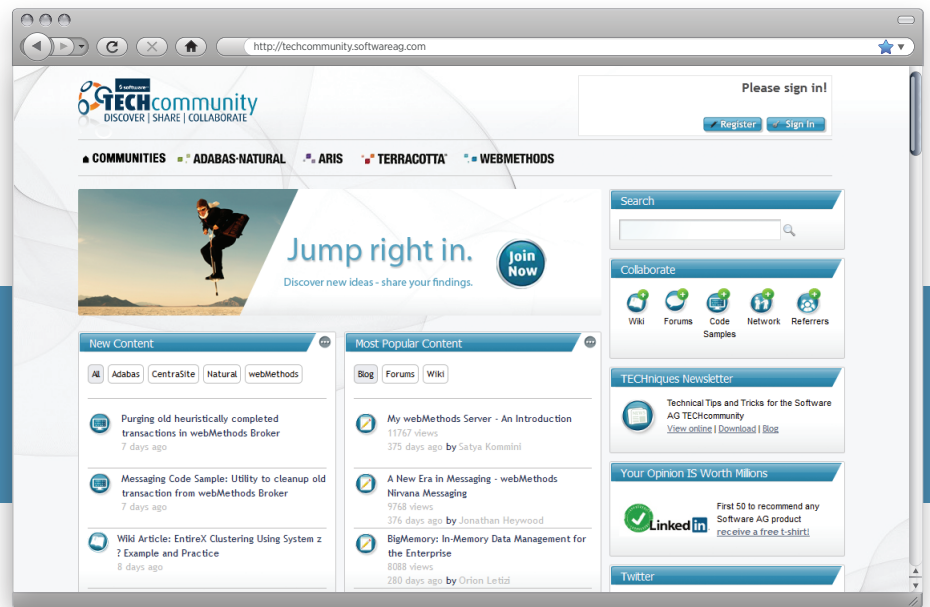 http://techcommunity.softwareag.com
software AG
TECHcommunity
DISCOVER | SHARE | COLLABORATE
Please sign in!
Register
Sign In
COMMUNITIES
ADABAS-NATURAL
ARIS
TERRACOTTA
WEBMETHODS
Jump right in.
Discover new ideas - share your findings.
Join
Now
Search
Collaborate
Wiki
Forums
Code
Samples
Network
Referrers
New Content
All
Adabas
CentraSite
Natural
webMethods
Purging old heuristically completed
transactions in webMethods Broker
7 days ago
Messaging Code Sample: Utility to cleanup old
transaction from webMethods Broker
7 days ago
Wiki Article: EntireX Clustering Using System z
? Example and Practice
8 days ago
Most Popular Content
Blog
Forums
Wiki
My webMethods Server - An Introduction
11767 views
375 days ago by Satya Kommini
A New Era in Messaging - webMethods
Nirvana Messaging
9768 views
376 days ago by Jonathan Heywood
BigMemory: In-Memory Data Management for
the Enterprise
8088 views
280 days ago by Orion Letizi
TECHniques Newsletter
Technical Tips and Tricks for the Software
AG TECHcommunity
View online | Download | Blog
Your Opinion IS Worth Millions
Linked in
First 50 to recommend any
Software AG product
receive a free t-shirt!
Twitter